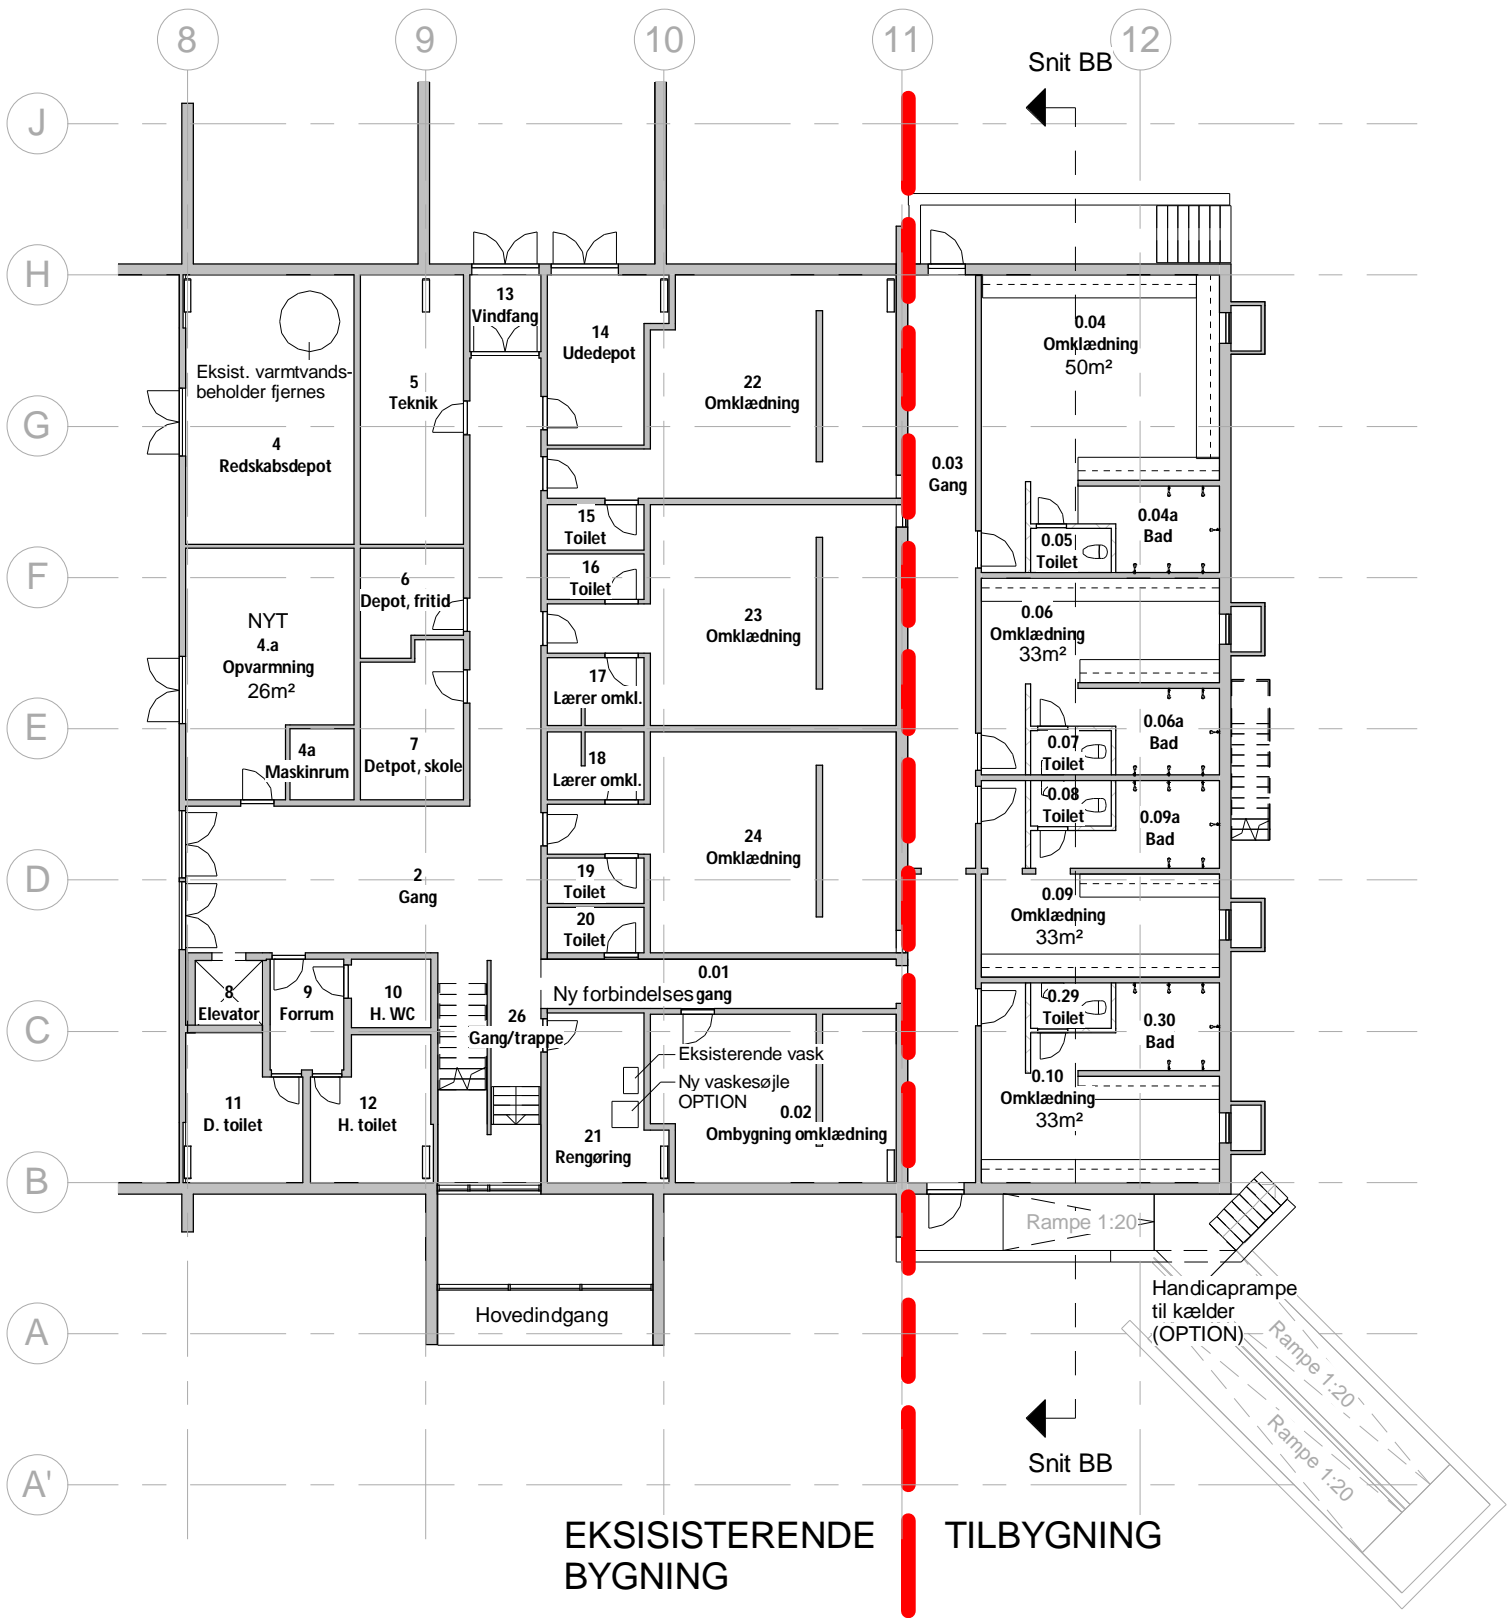 8
9
10
11
12
Snit BB
J
H
G
F
E
D
C
B
A
A'
13
Vindfang
14
Udedepot
Eksist. varmtvands-
beholder fjernes
5
Teknik
4
Redskabsdepot
22
Omklædning
0.04
Omklædning
50m²
0.03
Gang
0.04a
Bad
15
Toilet
0.05
Toilet
16
Toilet
6
Depot, fritid
NYT
4.a
Opvarmning
26m²
23
Omklædning
0.06
Omklædning
33m²
17
Lærer omkl.
0.06a
Bad
0.07
Toilet
4a
Maskinrum
7
Detpot, skole
18
Lærer omkl.
0.08
Toilet
0.09a
Bad
24
Omklædning
2
Gang
19
Toilet
20
Toilet
0.09
Omklædning
33m²
0.01
Ny forbindelses gang
8
Elevator
9
Forrum
10
H. WC
26
Gang/trappe
0.29
Toilet
0.30
Bad
Eksisterende vask
Ny vaskesøjle
OPTION
0.02
Ombygning omklædning
0.10
Omklædning
33m²
11
D. toilet
12
H. toilet
21
Rengøring
Rampe 1:20
Hovedindgang
Handicaprampe
til kælder
(OPTION)
Rampe 1:20
Rampe 1:20
Snit BB
EKSISISTERENDE
BYGNING
TILBYGNING